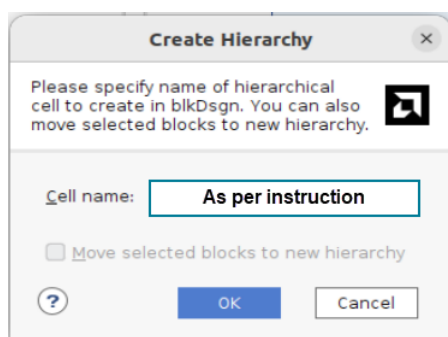 Create Hierarchy
Please specify name of hierarchical
cell to create in blkDsgn. You can also
move selected blocks to new hierarchy.
Cell name: As per instruction
Move selected blocks to new hierarchy
? OK Cancel